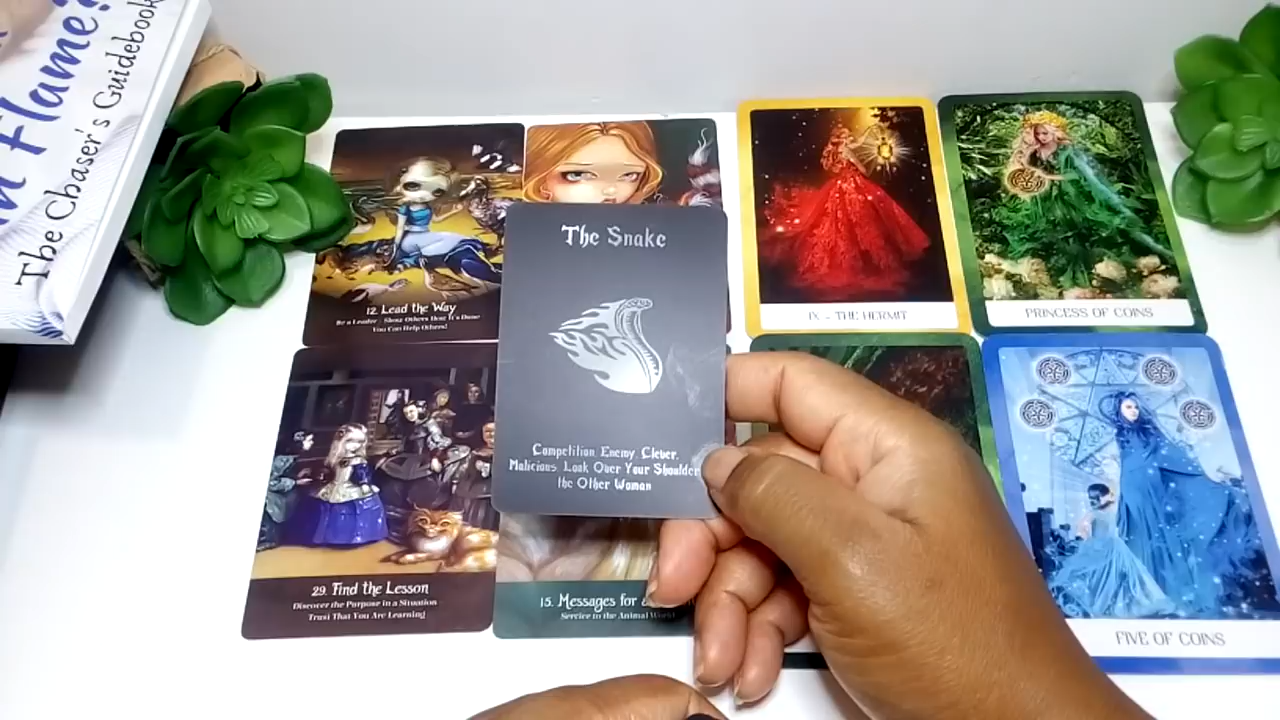 n Flame?
The Chaser's Guidebook
The Snake
Competition, Enemy, Clever,
Malicious, Look Over Your Shoulder
the Other Woman
12. Lead the Way
Be a Leader - Show Others How It's Done
You Can Help Others!
IX - THE HERMIT
PRINCESS OF COINS
29. Find the Lesson
Discover the Purpose in a Situation
Trust That You Are Learning
15. Messages for
Service to the Animal World
FIVE OF COINS